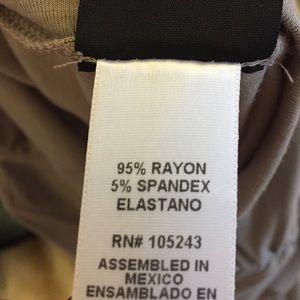 95% RAYON
5% SPANDEX
ELASTANO
RN# 105243
ASSEMBLED IN
MEXICO
ENSAMBLADO EN